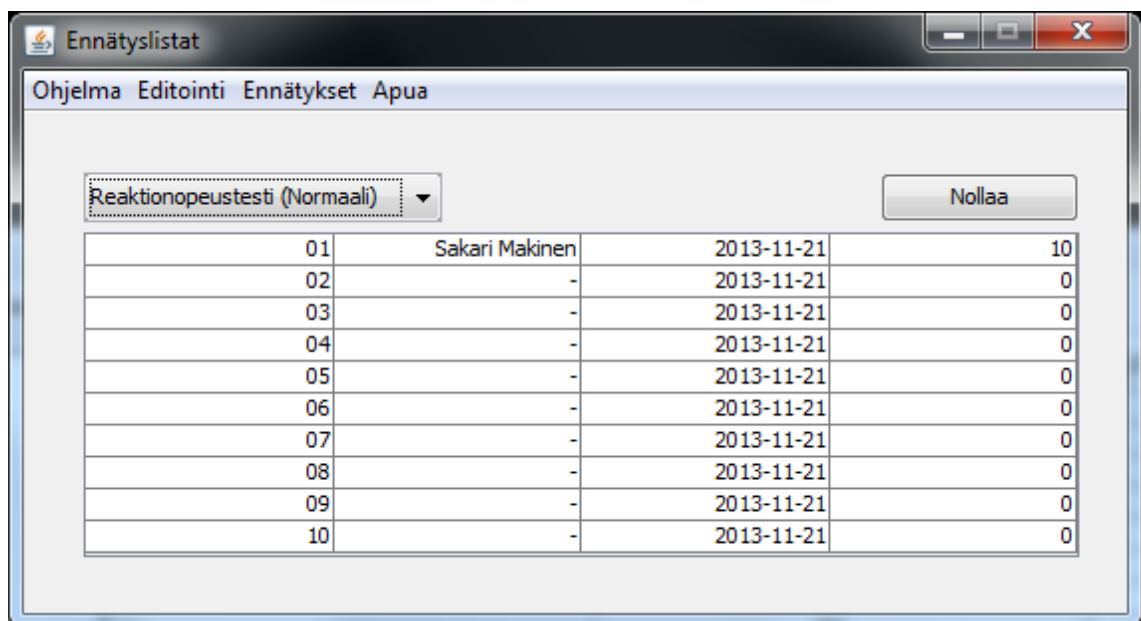 Ennätyslistat
Ohjelma Editointi Ennätykset Apua
Reaktionopeustesti (Normaali) Nollaa
01 Sakari Makinen 2013-11-21 10
02 - 2013-11-21 0
03 - 2013-11-21 0
04 - 2013-11-21 0
05 - 2013-11-21 0
06 - 2013-11-21 0
07 - 2013-11-21 0
08 - 2013-11-21 0
09 - 2013-11-21 0
10 - 2013-11-21 0